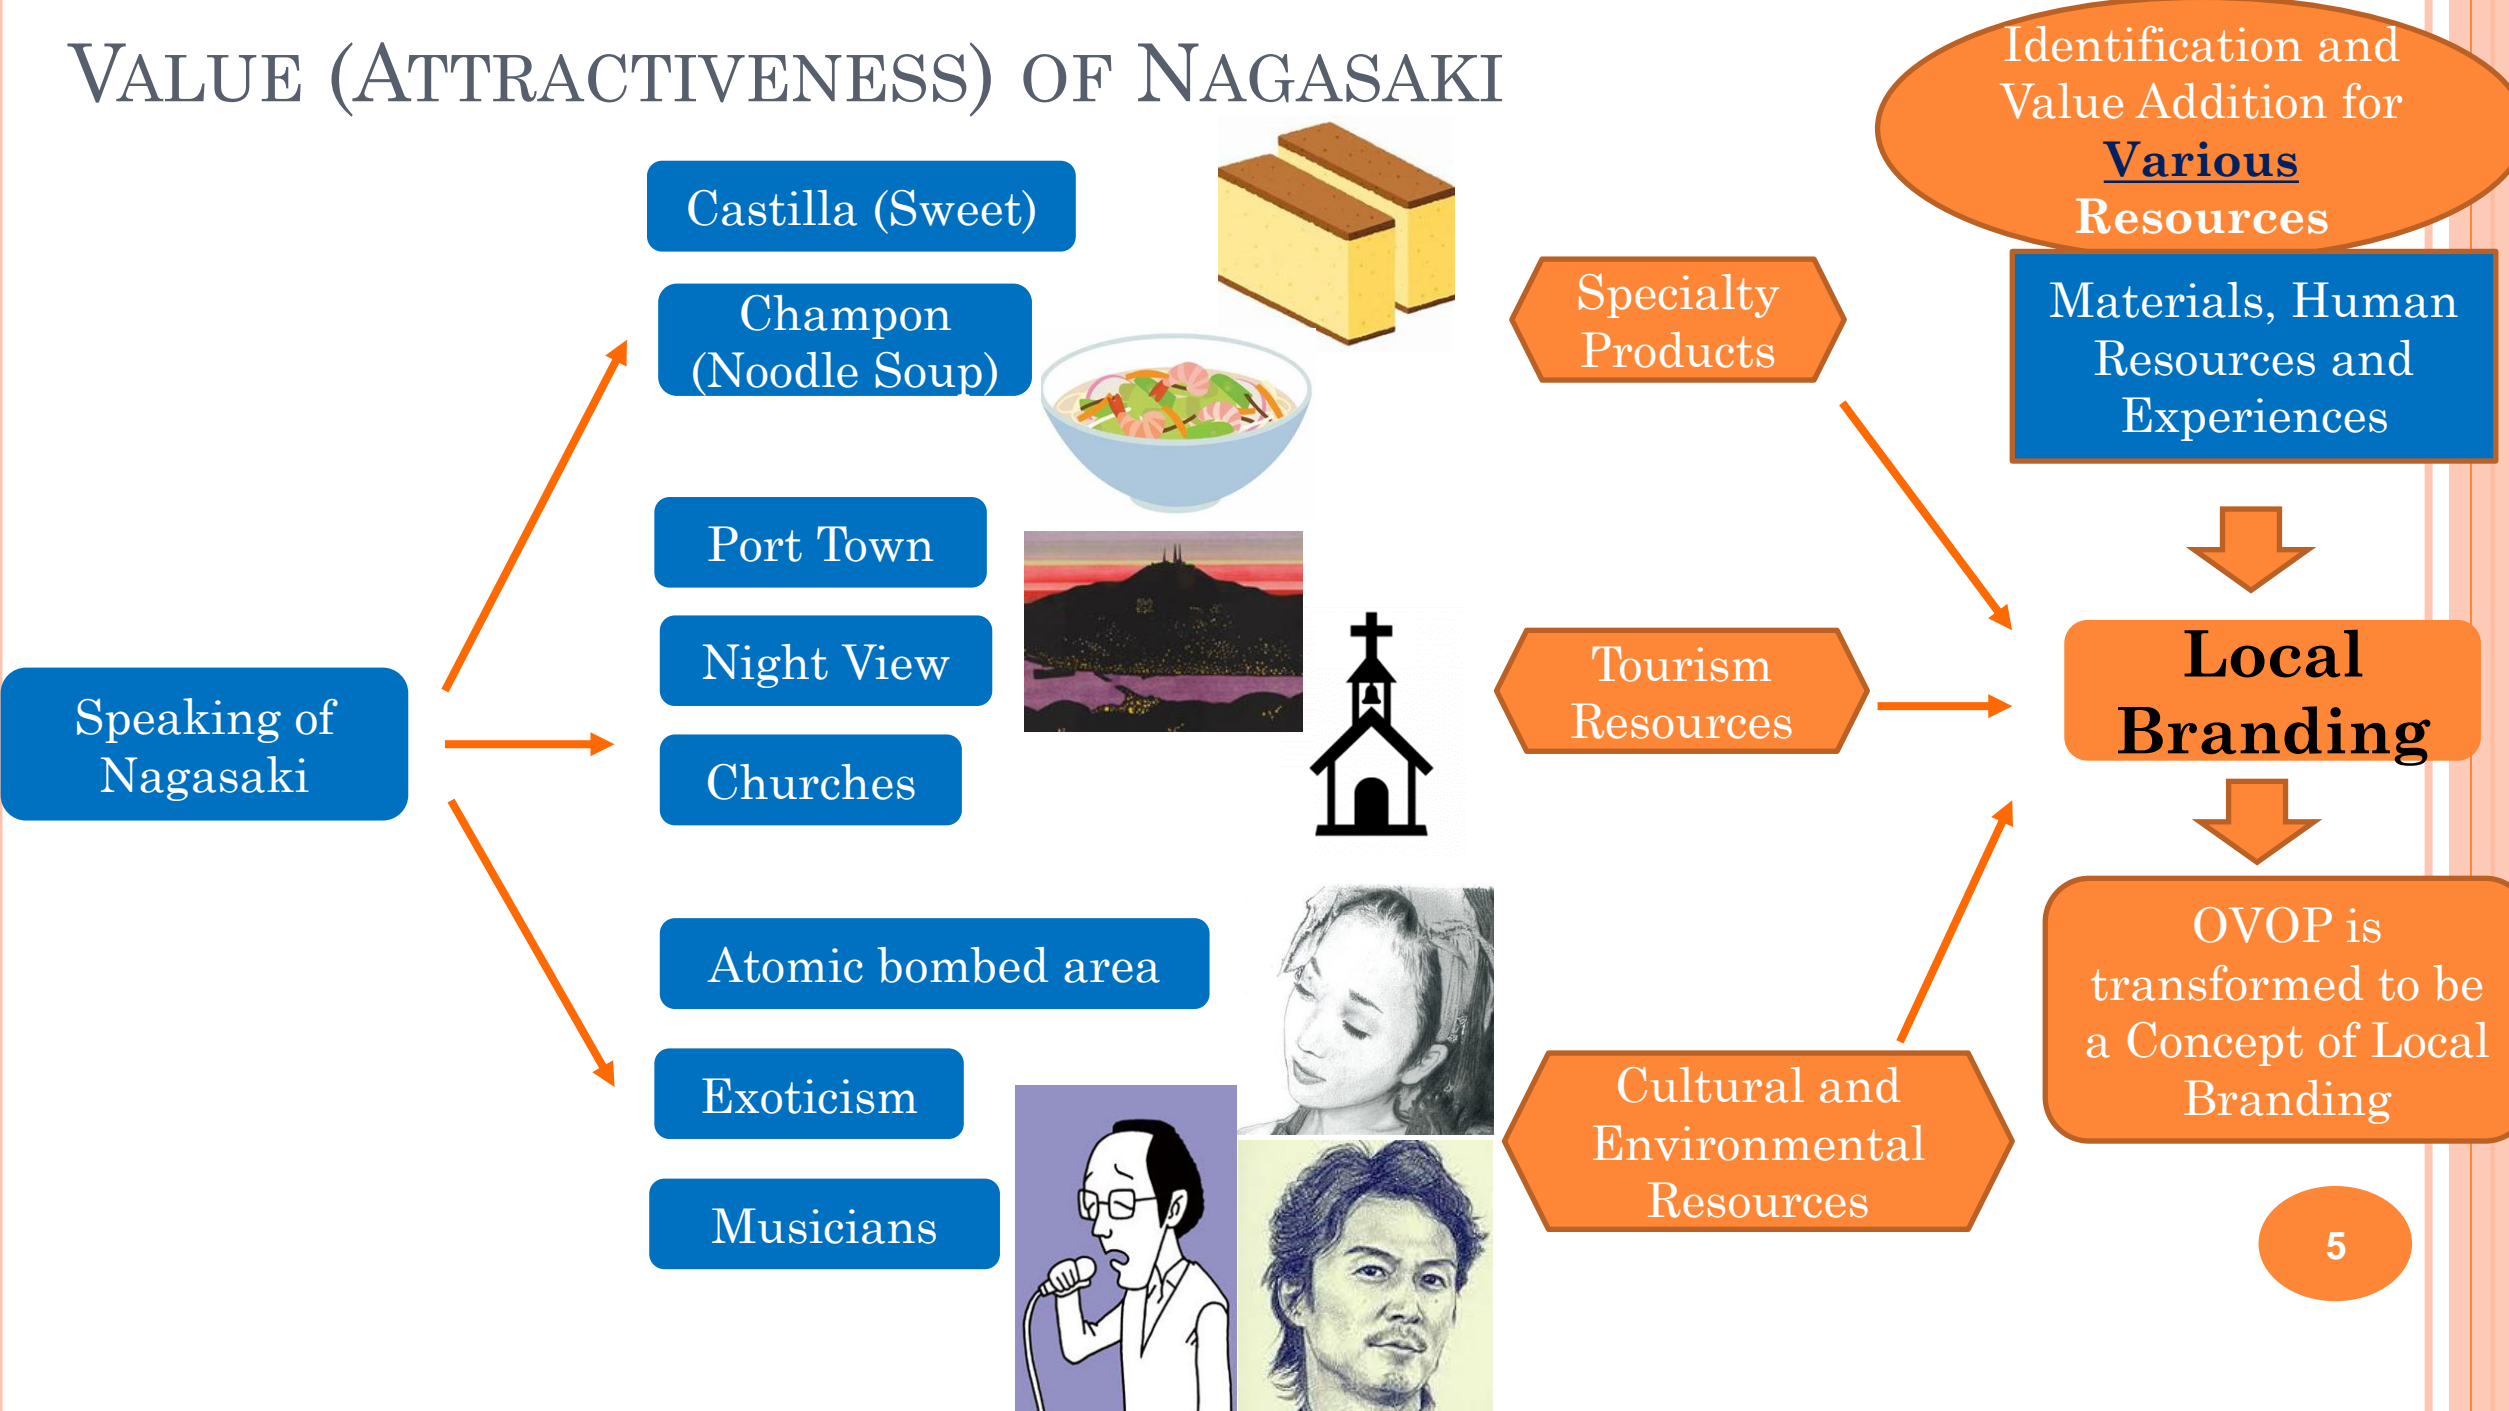 VALUE (ATTRACTIVENESS) OF NAGASAKI
Identification and
Value Addition for
Various
Resources
Materials, Human
Resources and
Experiences
Castilla (Sweet)
Champon
(Noodle Soup)
Specialty
Products
Port Town
Night View
Churches
Speaking of
Nagasaki
Tourism
Resources
Local
Branding
Atomic bombed area
Exoticism
Musicians
Cultural and
Environmental
Resources
OVOP is
transformed to be
a Concept of Local
Branding
5